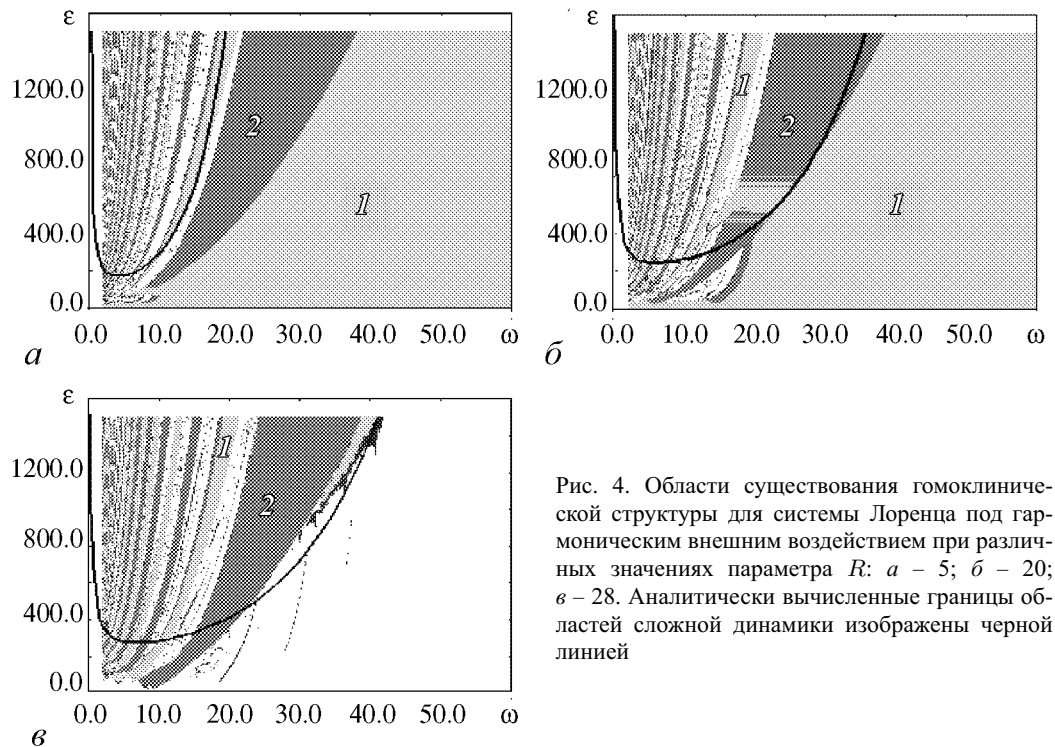 ε
1200.0
800.0
400.0
0.0
0.0 10.0 20.0 30.0 40.0 50.0 ω
1
2
1
а
ε
1200.0
800.0
400.0
0.0
0.0 10.0 20.0 30.0 40.0 50.0 ω
1
2
1
б
ε
1200.0
800.0
400.0
0.0
0.0 10.0 20.0 30.0 40.0 50.0 ω
1
2
в
Рис. 4. Области существования гомоклиниче-
ской структуры для системы Лоренца под гар-
моническим внешним воздействием при различ-
ных значениях параметра R: а – 5; б – 20;
в – 28. Аналитически вычисленные границы об-
ластей сложной динамики изображены черной
линией